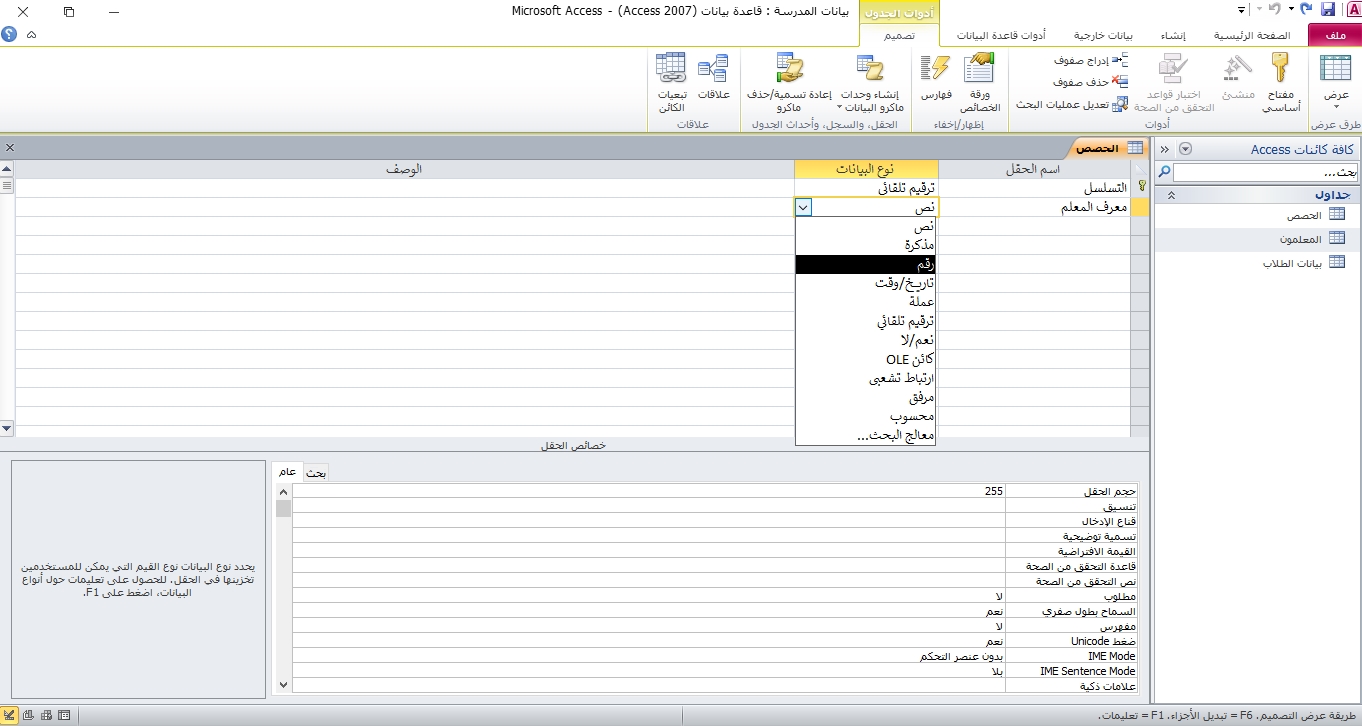 بيانات المدرسة : قاعدة بيانات (Access 2007) - Microsoft Access
أدوات الجدول
ملف
الصفحة الرئيسية
إنشاء
بيانات خارجية
أدوات قاعدة البيانات
تصميم
عرض
مفتاح أساسي
منشئ
اختبار قواعد التحقق من الصحة
إدراج صفوف
حذف صفوف
تعديل عمليات البحث
ورقة الخصائص
فهارس
إنشاء وحدات ماكرو البيانات
إعادة تسمية/حذف ماكرو
علاقات
تبعيات الكائن
طرق عرض
أدوات
إظهار/إخفاء
الحقل، والسجل، وأحداث الجدول
علاقات
كافة كائنات Access
بحث...
جداول
الحصص
المعلمون
بيانات الطلاب
الحصص
اسم الحقل
نوع البيانات
الوصف
التسلسل
ترقيم تلقائي
معرف المعلم
نص
نص
مذكرة
رقم
تاريخ/وقت
عملة
ترقيم تلقائي
نعم/لا
كائن OLE
ارتباط تشعبي
مرفق
محسوب
معالج البحث...
خصائص الحقل
عام
بحث
حجم الحقل 255
تنسيق
قناع الإدخال
تسمية توضيحية
القيمة الافتراضية
قاعدة التحقق من الصحة
نص التحقق من الصحة
مطلوب لا
السماح بطول صفري نعم
مفهرس لا
ضغط Unicode نعم
IME Mode بدون عنصر التحكم
IME Sentence Mode بلا
علامات ذكية
يحدد نوع البيانات نوع القيم التي يمكن للمستخدمين
تخزينها في الحقل. للحصول على تعليمات حول أنواع
البيانات، اضغط على F1.
طريقة عرض التصميم. F6 = تبديل الأجزاء. F1 = تعليمات.